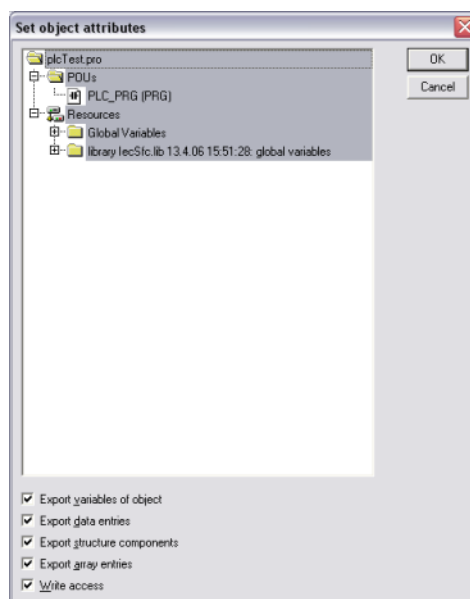 Set object attributes
plcTest.pro
POUs
PLC_PRG (PRG)
Resources
Global Variables
library IecSfc.lib 13.4.06 15:51:28: global variables
OK
Cancel
Export variables of object
Export data entries
Export structure components
Export array entries
Write access